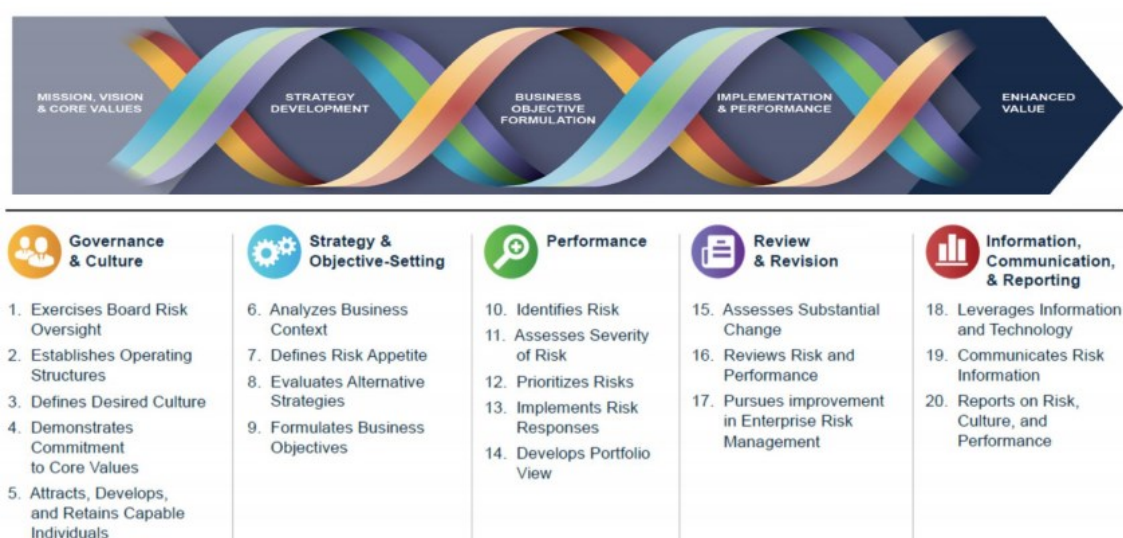 MISSION, VISION
& CORE VALUES
STRATEGY
DEVELOPMENT
BUSINESS
OBJECTIVE
FORMULATION
IMPLEMENTATION
& PERFORMANCE
ENHANCED
VALUE
Governance
& Culture
1. Exercises Board Risk
Oversight
2. Establishes Operating
Structures
3. Defines Desired Culture
4. Demonstrates
Commitment
to Core Values
5. Attracts, Develops,
and Retains Capable
Individuals
Strategy &
Objective-Setting
6. Analyzes Business
Context
7. Defines Risk Appetite
8. Evaluates Alternative
Strategies
9. Formulates Business
Objectives
Performance
10. Identifies Risk
11. Assesses Severity
of Risk
12. Prioritizes Risks
13. Implements Risk
Responses
14. Develops Portfolio
View
Review
& Revision
15. Assesses Substantial
Change
16. Reviews Risk and
Performance
17. Pursues improvement
in Enterprise Risk
Management
Information,
Communication,
& Reporting
18. Leverages Information
and Technology
19. Communicates Risk
Information
20. Reports on Risk,
Culture, and
Performance